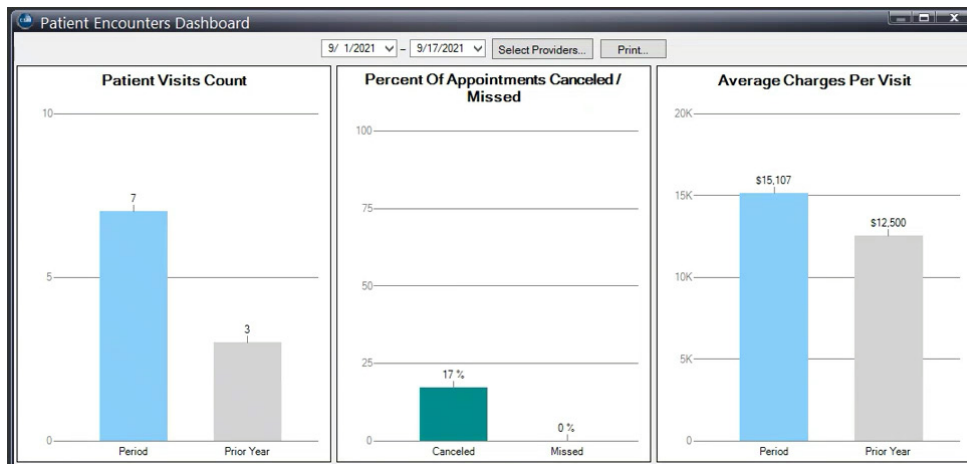 Patient Encounters Dashboard
9/ 1/2021 – 9/17/2021 Select Providers... Print...
Patient Visits Count
10
7
5
3
0
Period Prior Year
Percent Of Appointments Canceled /
Missed
100
75
50
25
17 %
0 %
0
Canceled Missed
Average Charges Per Visit
20K
$15,107
15K
$12,500
10K
5K
0
Period Prior Year